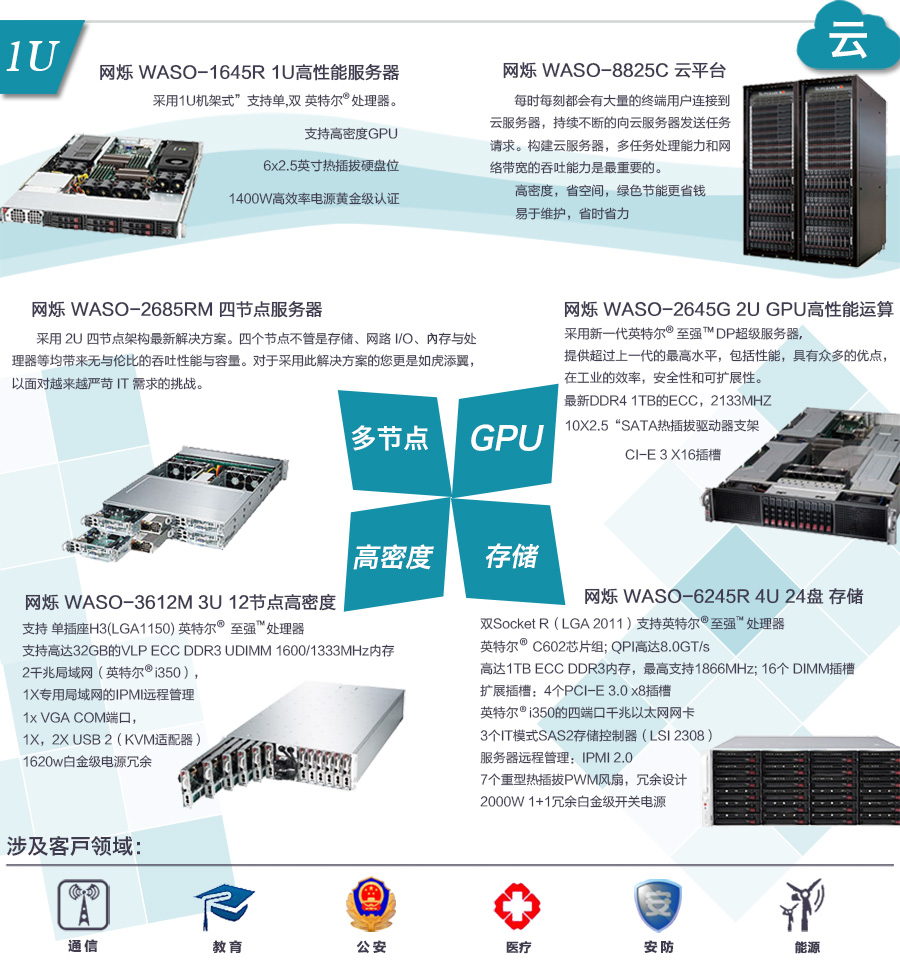 1U
云
网烁 WASO-1645R 1U高性能服务器
采用1U机架式”支持单,双 英特尔®处理器。
支持高密度GPU
6x2.5英寸热插拔硬盘位
1400W高效率电源黄金级认证
网烁 WASO-8825C 云平台
每时每刻都会有大量的终端用户连接到
云服务器，持续不断的向云服务器发送任务
请求。构建云服务器，多任务处理能力和网
络带宽的吞吐能力是最重要的。
高密度，省空间，绿色节能更省钱
易于维护，省时省力
网烁 WASO-2685RM 四节点服务器
采用 2U 四节点架构最新解决方案。四个节点不管是存储、网路 I/O、内存与处
理器等均带来无与伦比的吞吐性能与容量。对于采用此解决方案的您更是如虎添翼，
以面对越来越严苛 IT 需求的挑战。
网烁 WASO-2645G 2U GPU高性能运算
采用新一代英特尔® 至强™DP超级服务器,
提供超过上一代的最高水平，包括性能，具有众多的优点，
在工业的效率，安全性和可扩展性。
最新DDR4 1TB的ECC，2133MHZ
10X2.5“SATA热插拔驱动器支架
CI-E 3 X16插槽
多节点
GPU
高密度
存储
网烁 WASO-3612M 3U 12节点高密度
支持 单插座H3(LGA1150) 英特尔® 至强™处理器
支持高达32GB的VLP ECC DDR3 UDIMM 1600/1333MHz内存
2千兆局域网（英特尔®i350），
1X专用局域网的IPMI远程管理
1x VGA COM端口，
1X，2X USB 2（KVM适配器）
1620w白金级电源冗余
网烁 WASO-6245R 4U 24盘 存储
双Socket R（LGA 2011）支持英特尔®至强™处理器
英特尔® C602芯片组; QPI高达8.0GT/s
高达1TB ECC DDR3内存，最高支持1866MHz; 16个 DIMM插槽
扩展插槽：4个PCI-E 3.0 x8插槽
英特尔®i350的四端口千兆以太网网卡
3个IT模式SAS2存储控制器（LSI 2308）
服务器远程管理：IPMI 2.0
7个重型热插拔PWM风扇，冗余设计
2000W 1+1冗余白金级开关电源
涉及客户领域：
安
通信
教育
公安
医疗
安防
能源